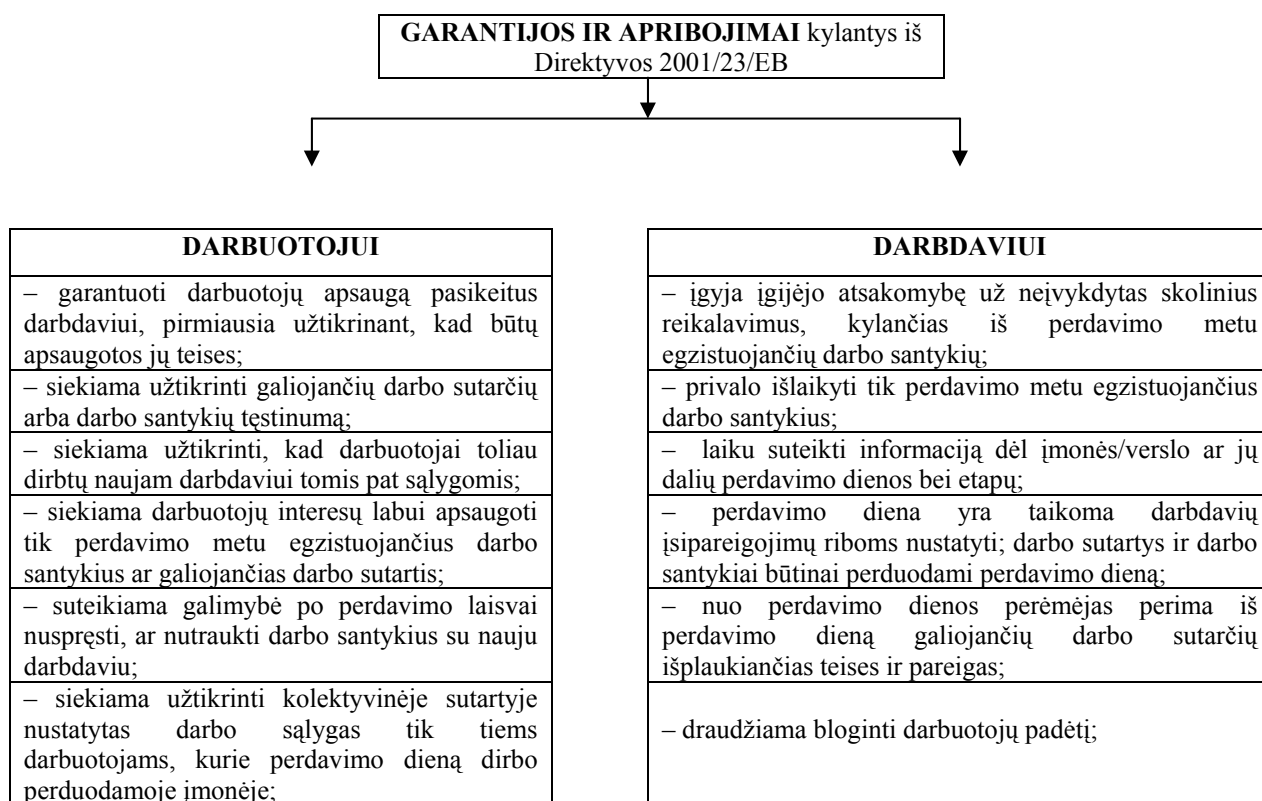 GARANTIJOS IR APRIBOJIMAI kylantys iš
Direktyvos 2001/23/EB
DARBUOTOJUI
– garantuoti darbuotojų apsaugą pasikeitus
darbdaviui, pirmiausia užtikrinant, kad būtų
apsaugotos jų teises;
– siekiama užtikrinti galiojančių darbo sutarčių
arba darbo santykių tęstinumą;
– siekiama užtikrinti, kad darbuotojai toliau
dirbtų naujam darbdaviui tomis pat sąlygomis;
– siekiama darbuotojų interesų labui apsaugoti
tik perdavimo metu egzistuojančius darbo
santykius ar galiojančias darbo sutartis;
– suteikiama galimybė po perdavimo laisvai
nuspręsti, ar nutraukti darbo santykius su nauju
darbdaviu;
– siekiama užtikrinti kolektyvinėje sutartyje
nustatytas darbo sąlygas tik tiems
darbuotojams, kurie perdavimo dieną dirbo
perduodamoje įmonėje;
DARBDAVIUI
– įgyja įgijėjo atsakomybę už neįvykdytas skolinius
reikalavimus, kylančias iš perdavimo metu
egzistuojančių darbo santykių;
– privalo išlaikyti tik perdavimo metu egzistuojančius
darbo santykius;
– laiku suteikti informaciją dėl įmonės/verslo ar jų
dalių perdavimo dienos bei etapų;
– perdavimo diena yra taikoma darbdavių
įsipareigojimų riboms nustatyti; darbo sutartys ir darbo
santykiai būtinai perduodami perdavimo dieną;
– nuo perdavimo dienos perėmėjas perima iš
perdavimo dieną galiojančių darbo sutarčių
išplaukiančias teises ir pareigas;
– draudžiama bloginti darbuotojų padėtį;